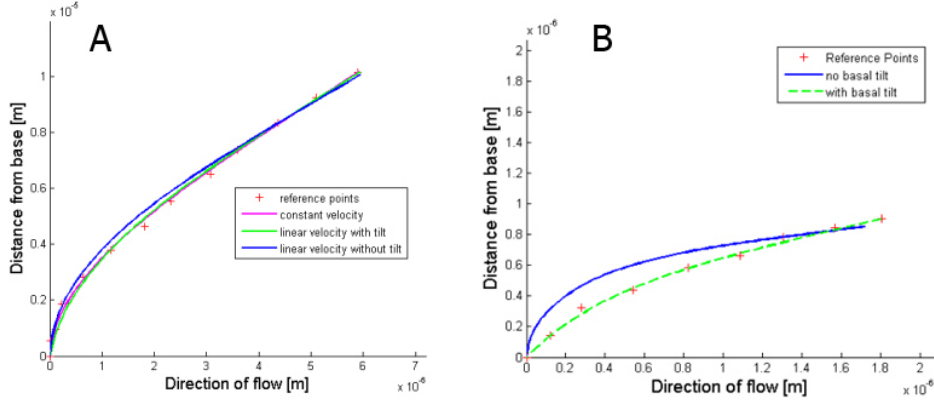 A
x 10^-5
Distance from base [m]
1
0.8
0.6
0.4
0.2
0
reference points
constant velocity
linear velocity with tilt
linear velocity without tilt
0 1 2 3 4 5 6 7
Direction of flow [m]
x 10^-6
B
x 10^-6
Distance from base [m]
2
1.8
1.6
1.4
1.2
1
0.8
0.6
0.4
0.2
0
Reference Points
no basal tilt
with basal tilt
0 0.2 0.4 0.6 0.8 1 1.2 1.4 1.6 1.8 2
Direction of flow [m]
x 10^-6